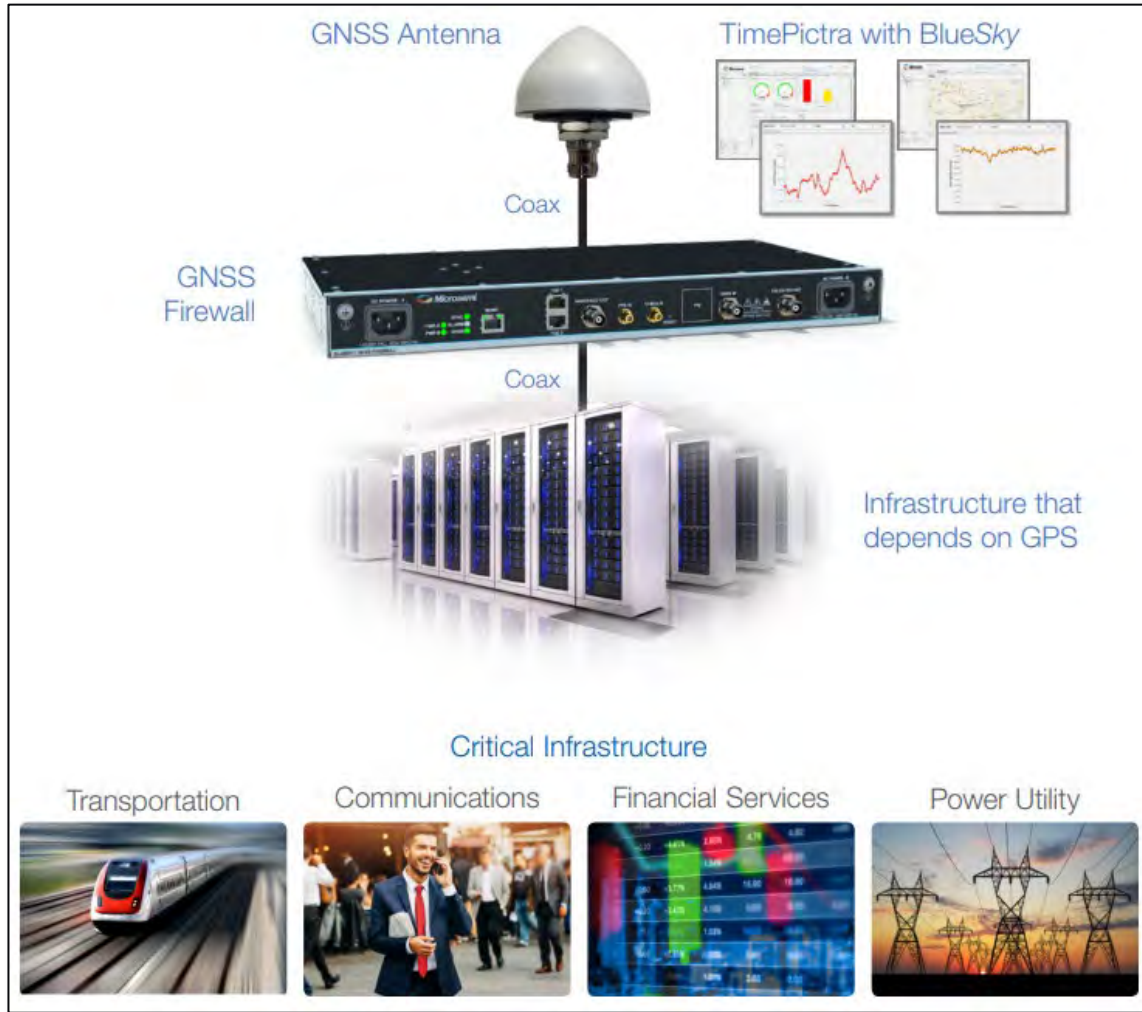 GNSS Antenna
TimePictra with BlueSky
Coax
GNSS
Firewall
Microsemi
Coax
Infrastructure that
depends on GPS
Critical Infrastructure
Transportation
Communications
Financial Services
Power Utility